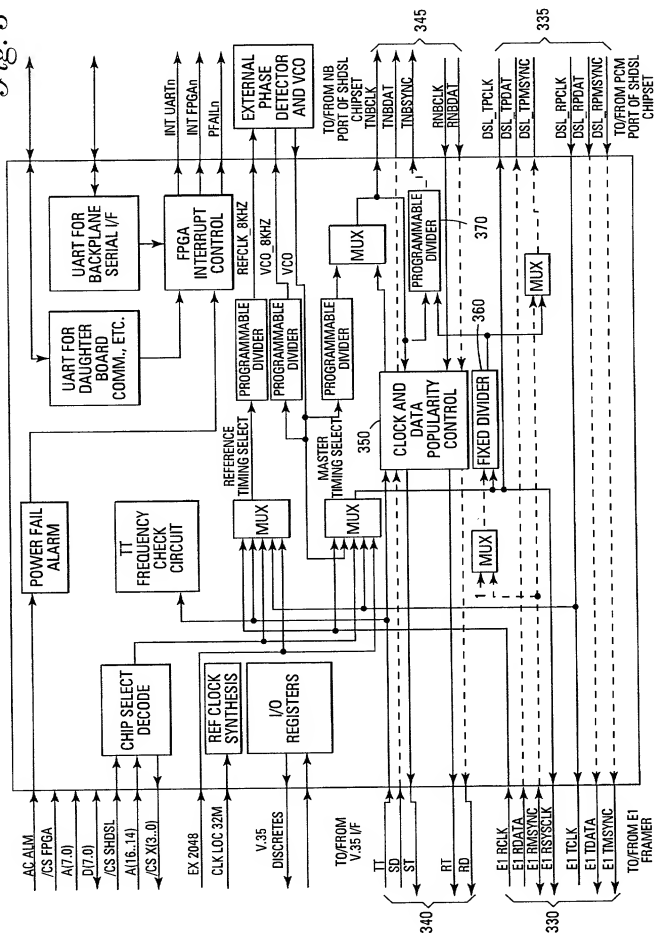 Fig. 3
AC ALM
/CS FPGA
A(7.0)
D(7.0)
/CS SHDSL
A(16..14)
/CS X(3..0)
EX 2048
CLK LOC 32M
V.35
DISCRETES
TO/FROM
V.35 I/F
TT
SD
ST
RT
RD
340
E1 RCLK
E1 RDATA
E1 RMSYNC
E1 RSYSCLK
E1 TCLK
E1 TDATA
E1 TMSYNC
330
TO/FROM E1
FRAMER
POWER FAIL
ALARM
TT
FREQUENCY
CHECK
CIRCUIT
CHIP SELECT
DECODE
REF CLOCK
SYNTHESIS
I/O
REGISTERS
UART FOR
DAUGHTER
BOARD
COMM., ETC.
UART FOR
BACKPLANE
SERIAL I/F
FPGA
INTERRUPT
CONTROL
REFERENCE
TIMING SELECT
MUX
MASTER
TIMING SELECT
MUX
PROGRAMMABLE
DIVIDER
PROGRAMMABLE
DIVIDER
PROGRAMMABLE
DIVIDER
MUX
350
CLOCK AND
DATA
POPULARITY
CONTROL
PROGRAMMABLE
DIVIDER
370
360
FIXED DIVIDER
1
MUX
MUX
INT UARTn
INT FPGAn
PFAILn
REFCLK_8KHZ
VCO_8KHZ
VCO
EXTERNAL
PHASE
DETECTOR
AND VCO
TO/FROM NB
PORT OF SHDSL
CHIPSET
TNBCLK
TNBDAT
TNBSYNC
RNBCLK
RNBDAT
345
DSL_TPCLK
DSL_TPDAT
DSL_TPMSYNC
DSL_RPCLK
DSL_RPDAT
DSL_RPMSYNC
335
TO/FROM PCM
PORT OF SHDSL
CHIPSET